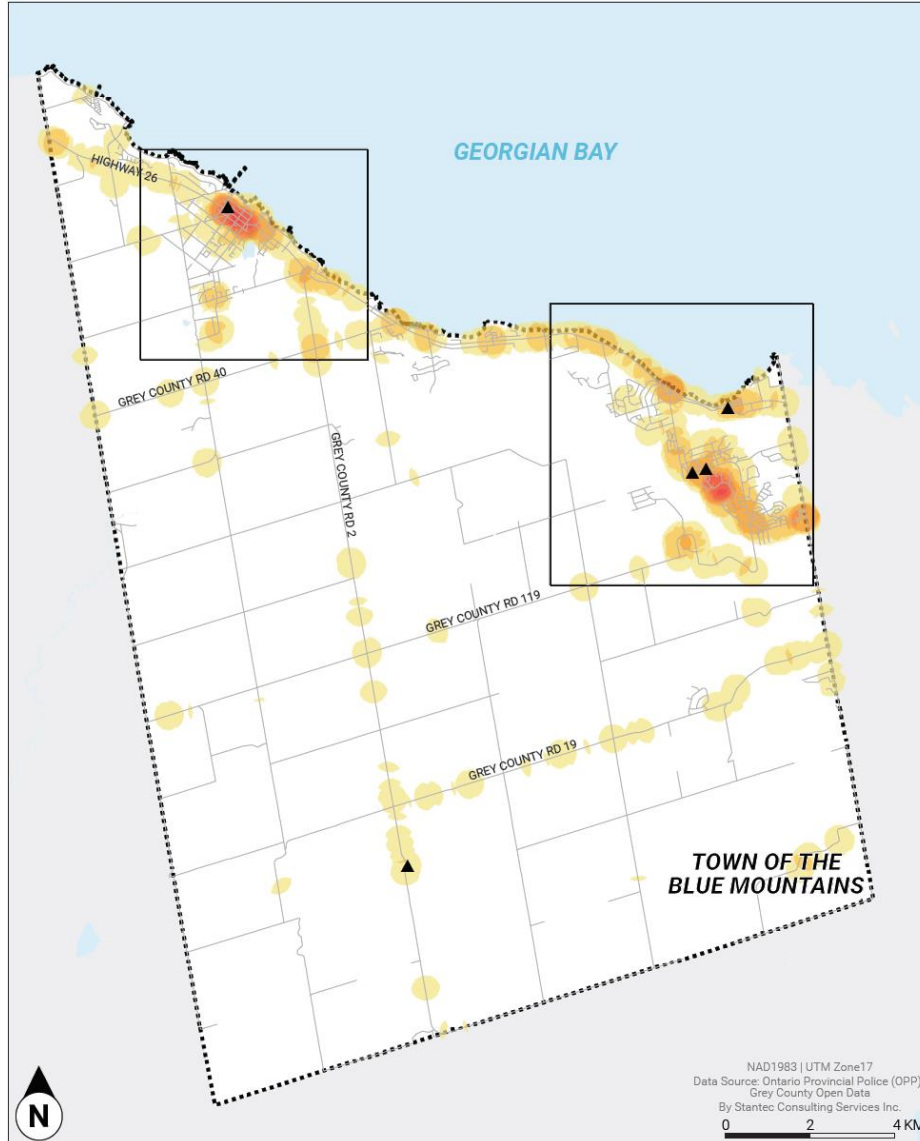 GEORGIAN BAY
HIGHWAY 26
GREY COUNTY RD 40
GREY COUNTY RD 2
GREY COUNTY RD 119
GREY COUNTY RD 19
TOWN OF THE
BLUE MOUNTAINS
N
NAD1983 | UTM Zone17
Data Source: Ontario Provincial Police (OPP)
Grey County Open Data
By Stantec Consulting Services Inc.
0 2 4 KM